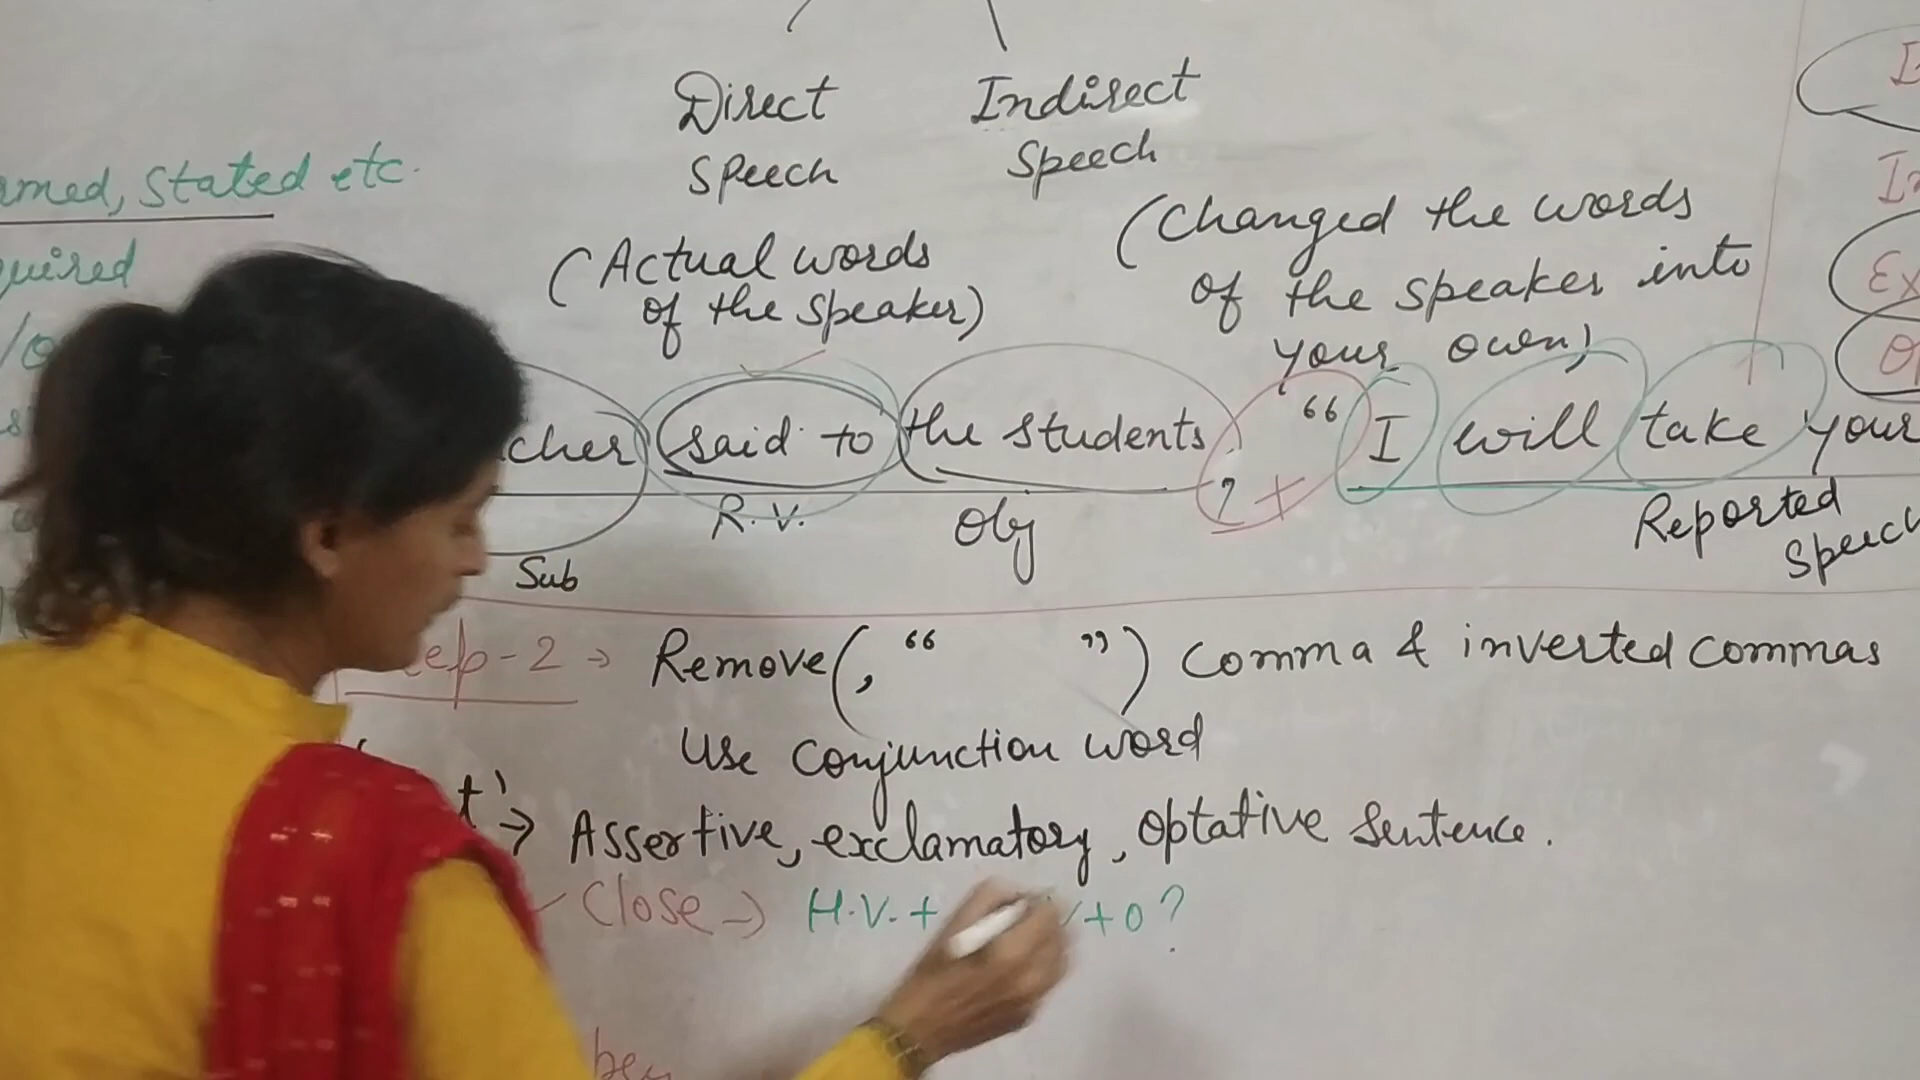 Direct Speech
Indirect Speech
(Actual words
of the speaker)
(Changed the words
of the speaker into
your own)
stated etc.
said to the students, " I will take your
R.V.
Obj
Sub
Reported
Speech
-2 → Remove (, " ") comma & inverted commas
Use conjunction word
→ Assertive, exclamatory, optative sentence.
Close → H.V. + + o ?